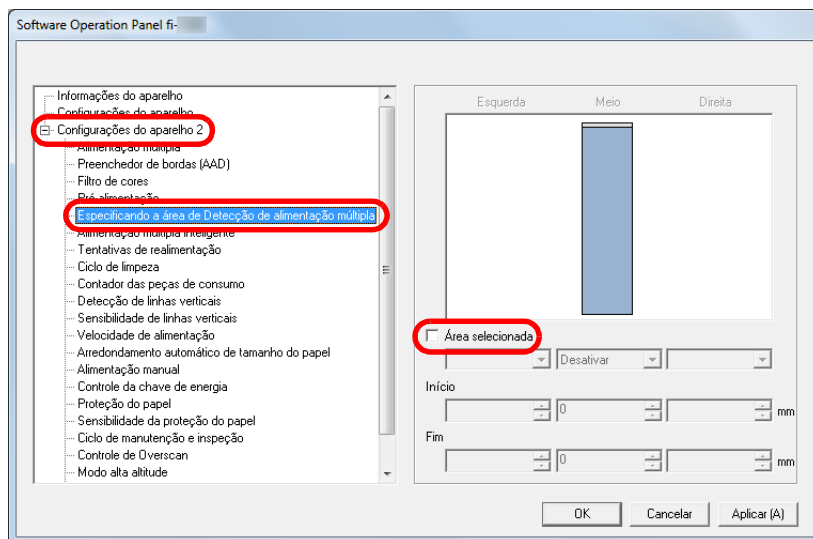 Software Operation Panel fi-
Informações do aparelho
Configurações do aparelho
Configurações do aparelho 2
Alimentação múltipla
Preenchedor de bordas (AAD)
Filtro de cores
Pré-alimentação
Especificando a área de Detecção de alimentação múltipla
Alimentação múltipla inteligente
Tentativas de realimentação
Ciclo de limpeza
Contador das peças de consumo
Detecção de linhas verticais
Sensibilidade de linhas verticais
Velocidade de alimentação
Arredondamento automático de tamanho do papel
Alimentação manual
Controle da chave de energia
Proteção do papel
Sensibilidade da proteção do papel
Ciclo de manutenção e inspeção
Controle de Overscan
Modo alta altitude
Esquerda Meio Direita
Área selecionada
Desativar
Início
0 mm
Fim
0 mm
OK Cancelar Aplicar (A)